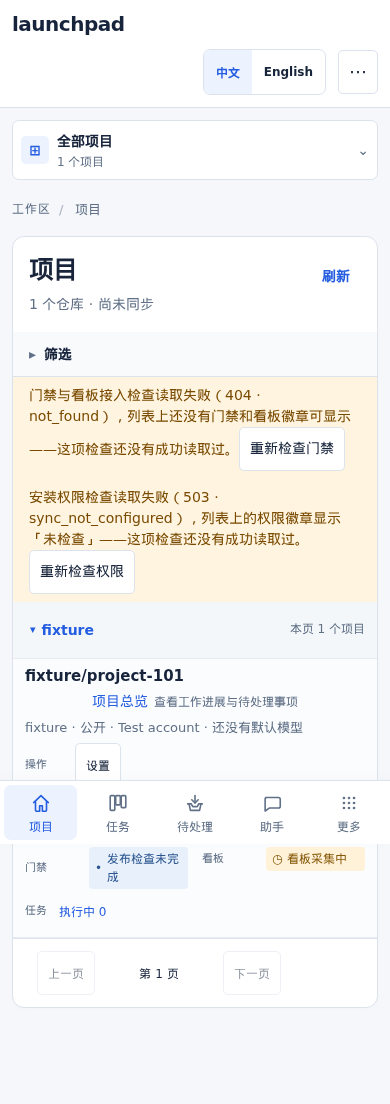 launchpad
中文 English ···
⊞ 全部项目
1 个项目
工作区 / 项目
项目
刷新
1 个仓库 · 尚未同步
▸ 筛选
门禁与看板接入检查读取失败（404 ·
not_found），列表上还没有门禁和看板徽章可显示
——这项检查还没有成功读取过。 重新检查门禁
安装权限检查读取失败（503 ·
sync_not_configured），列表上的权限徽章显示
「未检查」——这项检查还没有成功读取过。
重新检查权限
▾ fixture 本页 1 个项目
fixture/project-101
项目总览 查看工作进展与待处理事项
fixture · 公开 · Test account · 还没有默认模型
操作 设置
项目 任务 待处理 助手 更多
门禁 • 发布检查未完成 看板 ◷ 看板采集中
任务 执行中 0
上一页 第 1 页 下一页